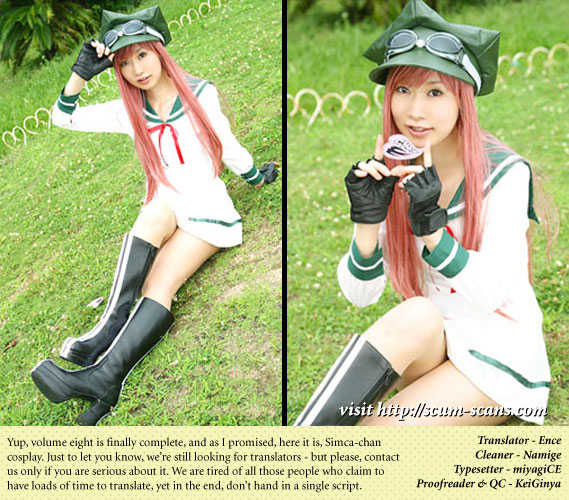 visit http://scum-scans.com
Yup, volume eight is finally complete, and as I promised, here it is, Simca-chan
cosplay. Just to let you know, we're still looking for translators - but please, contact
us only if you are serious about it. We are tired of all those people who claim to
have loads of time to translate, yet in the end, don't hand in a single script.
Translator - Ence
Cleaner - Namige
Typesetter - miyagiCE
Proofreader & QC - KeiGinya